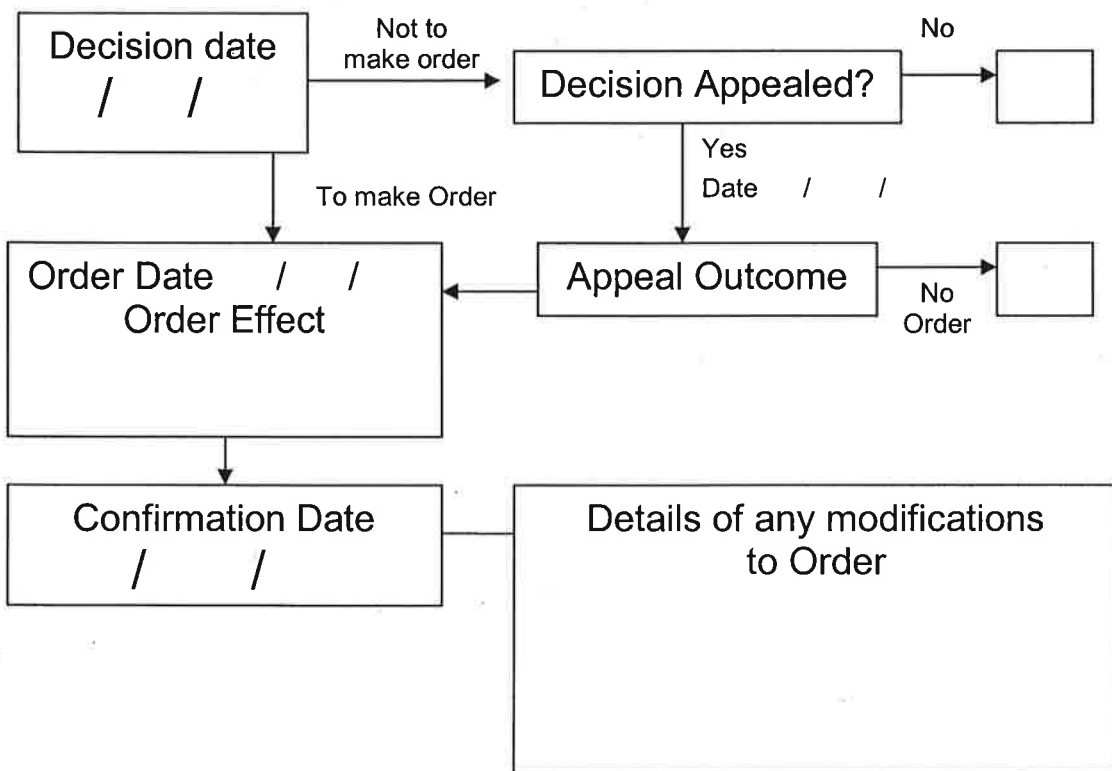 Decision date
/ /
Not to
make order
Decision Appealed?
No
Yes
Date / /
To make Order
Order Date / /
Order Effect
Appeal Outcome
No
Order
Confirmation Date
/ /
Details of any modifications
to Order